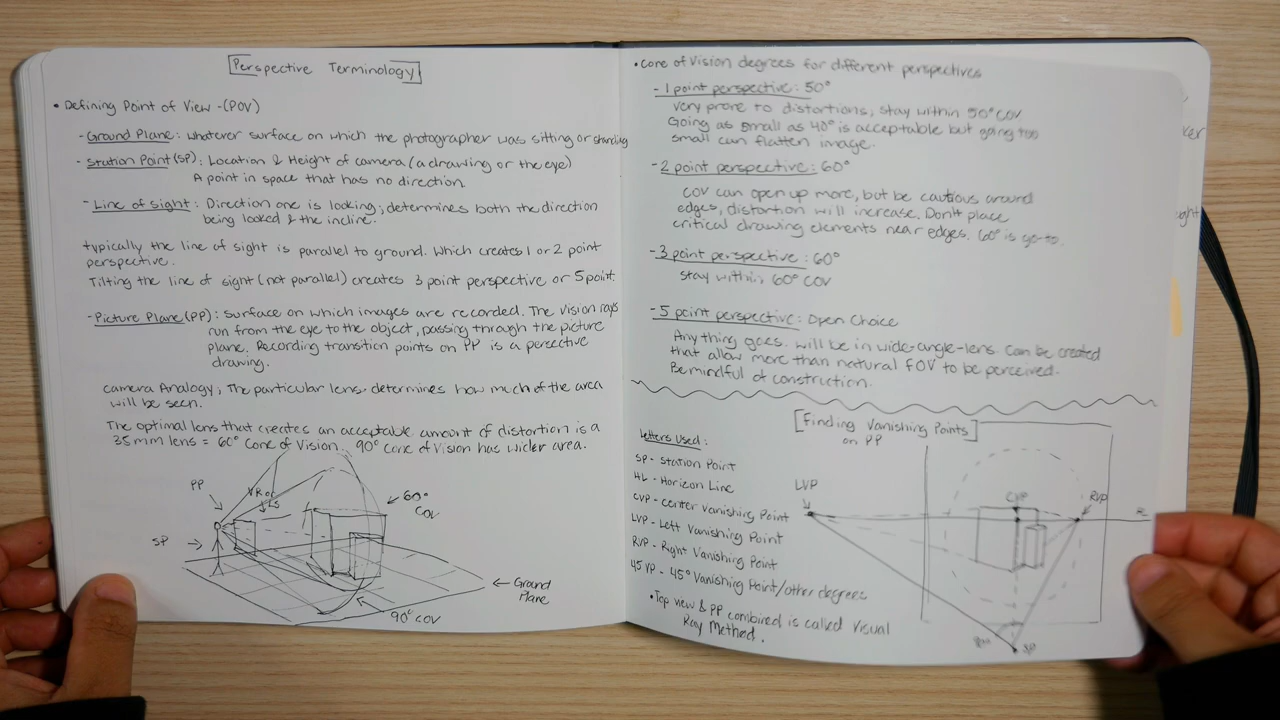 [Perspective Terminology]
• Defining Point of View -(POV)
-Ground Plane: whatever surface on which the photographer was sitting or standing
- Station Point(SP): Location & Height of camera (a drawing or the eye)
A point in space that has no direction.
-Line of sight: Direction one is looking; determines both the direction
being looked & the incline.
typically the line of sight is parallel to ground. Which creates 1 or 2 point
perspective.
Tilting the line of sight (not parallel) creates 3 point perspective or 5 point.
-Picture Plane(PP): surface on which images are recorded. The vision rays
run from the eye to the object, passing through the picture
plane. Recording transition points on PP is a persective
drawing.
camera Analogy; The particular lens determines how much of the area
will be seen.
The optimal lens that creates an acceptable amount of distortion is a
35mm lens = 60° Cone of Vision, 90° cone of Vision has wider area.
PP
VR or LS
60° COV
SP
Ground Plane
90° COV
•Cone of Vision degrees for different perspectives
-1 point perspective: 50°
Very prone to distortions, stay within 50° COV
Going as small as 40° is acceptable but going too
small can flatten image.
-2 point perspective: 60°
COV can open up more, but be cautious around
edges, distortion will increase. Don't place
critical drawing elements near edges. 60° is go-to.
-3 point perspective: 60°
stay within 60° COV
-5 point perspective: Open Choice
Anything goes. will be in wide-angle-lens. Can be created
that allow more than natural FOV to be perceived.
Be mindful of construction.
[Finding Vanishing Points]
on PP
Letters Used:
SP - Station Point
HL - Horizon Line
CVP - Center Vanishing Point
LVP - Left Vanishing Point
RVP - Right Vanishing Point
45 VP - 45° Vanishing Point/other degrees
•Top view & PP combined is called Visual
Ray Method.
LVP
CVP
RVP
90°
SP